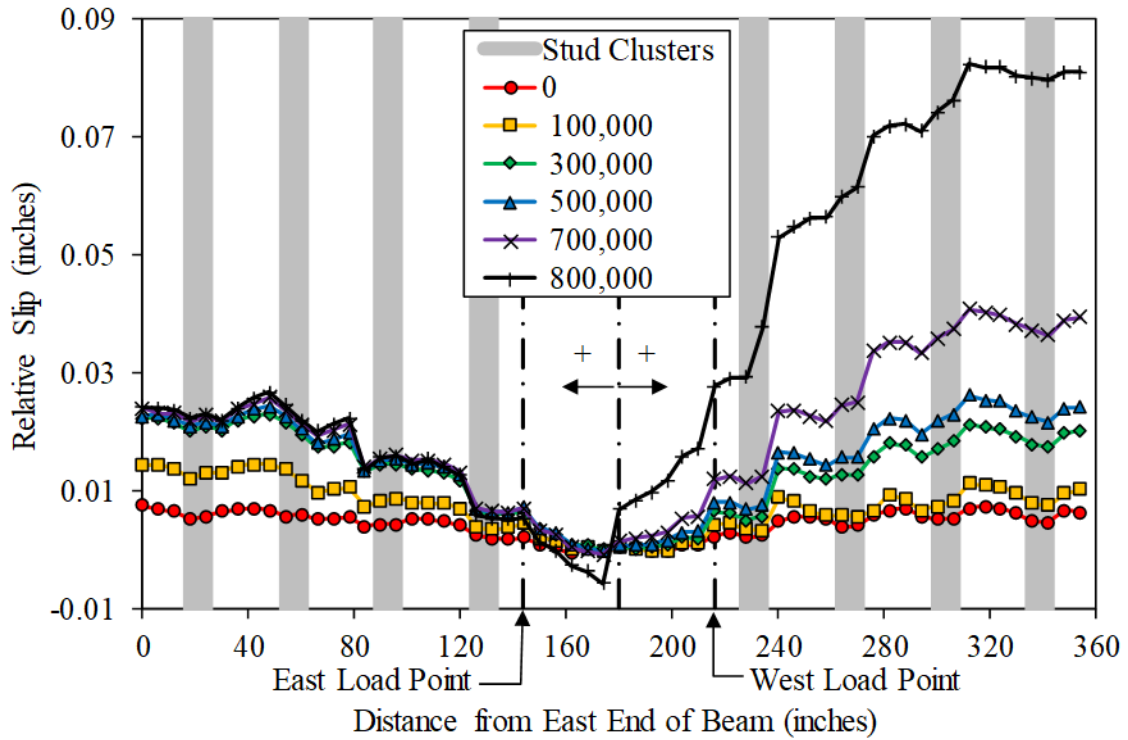 0.09
0.07
0.05
0.03
0.01
-0.01
Relative Slip (inches)
Stud Clusters
0
100,000
300,000
500,000
700,000
800,000
+ +
0 40 80 120 160 200 240 280 320 360
East Load Point West Load Point
Distance from East End of Beam (inches)